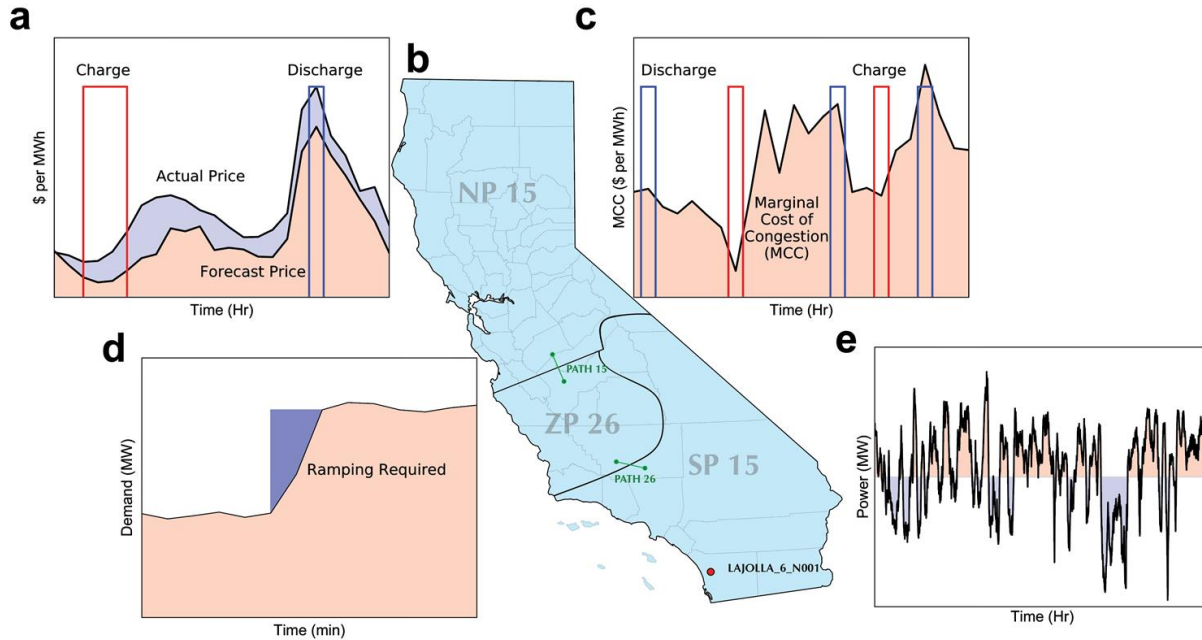 a
Charge
Discharge
Actual Price
Forecast Price
$ per MWh
Time (Hr)
b
NP 15
PATH 15
ZP 26
PATH 26
SP 15
LAJOLLA_6_N001
c
Discharge
Charge
Marginal
Cost of
Congestion
(MCC)
MCC ($ per MWh)
Time (Hr)
d
Ramping Required
Demand (MW)
Time (min)
e
Power (MW)
Time (Hr)